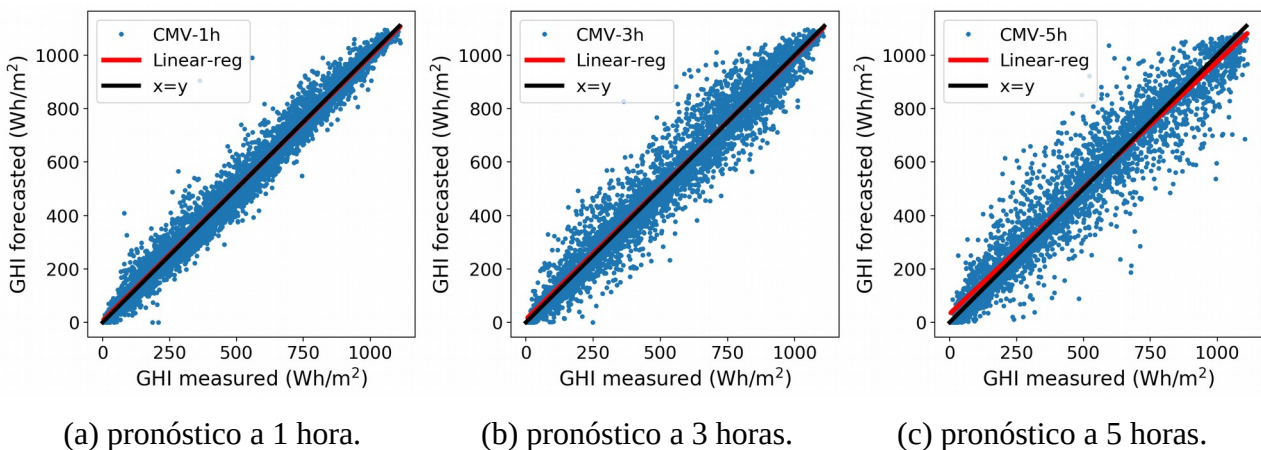 CMV-1h
Linear-reg
x=y
GHI forecasted (Wh/m²)
1000
800
600
400
200
0
0 250 500 750 1000
GHI measured (Wh/m²)
(a) pronóstico a 1 hora.
CMV-3h
Linear-reg
x=y
GHI forecasted (Wh/m²)
1000
800
600
400
200
0
0 250 500 750 1000
GHI measured (Wh/m²)
(b) pronóstico a 3 horas.
CMV-5h
Linear-reg
x=y
GHI forecasted (Wh/m²)
1000
800
600
400
200
0
0 250 500 750 1000
GHI measured (Wh/m²)
(c) pronóstico a 5 horas.